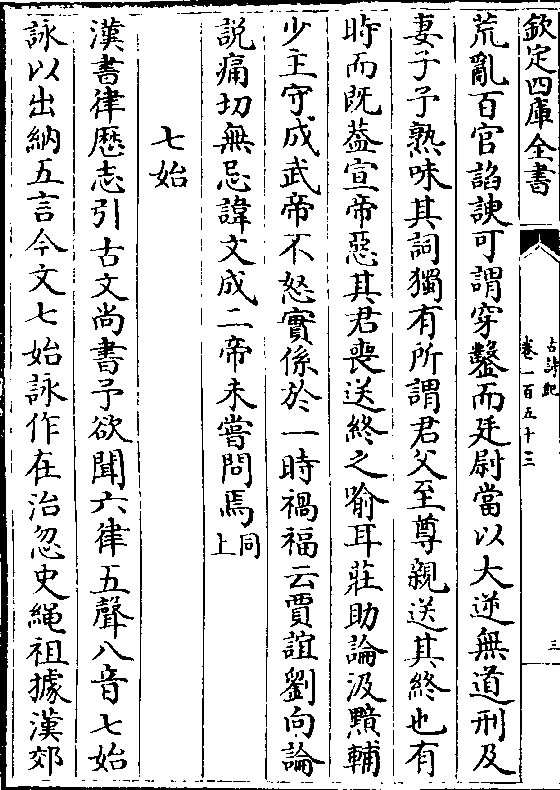 欽定四庫全書
古詩紀
卷一百五十三
三
荒亂百官諂諛可謂穿鑿而廷尉當以大逆無道刑及
妻子予熟味其詞獨有所謂君父至尊親送其終也有
時而既葢宣帝惡其君喪送終之喻耳莊助論汲黯輔
少主守成武帝不怒實係於一時禍福云賈誼劉向論
説痛切無忌諱文成二帝未嘗問焉同上
七始
漢書律歴志引古文尚書予欲聞六律五聲八音七始
詠以出納五言今文七始詠作在治忽史繩祖據漢郊